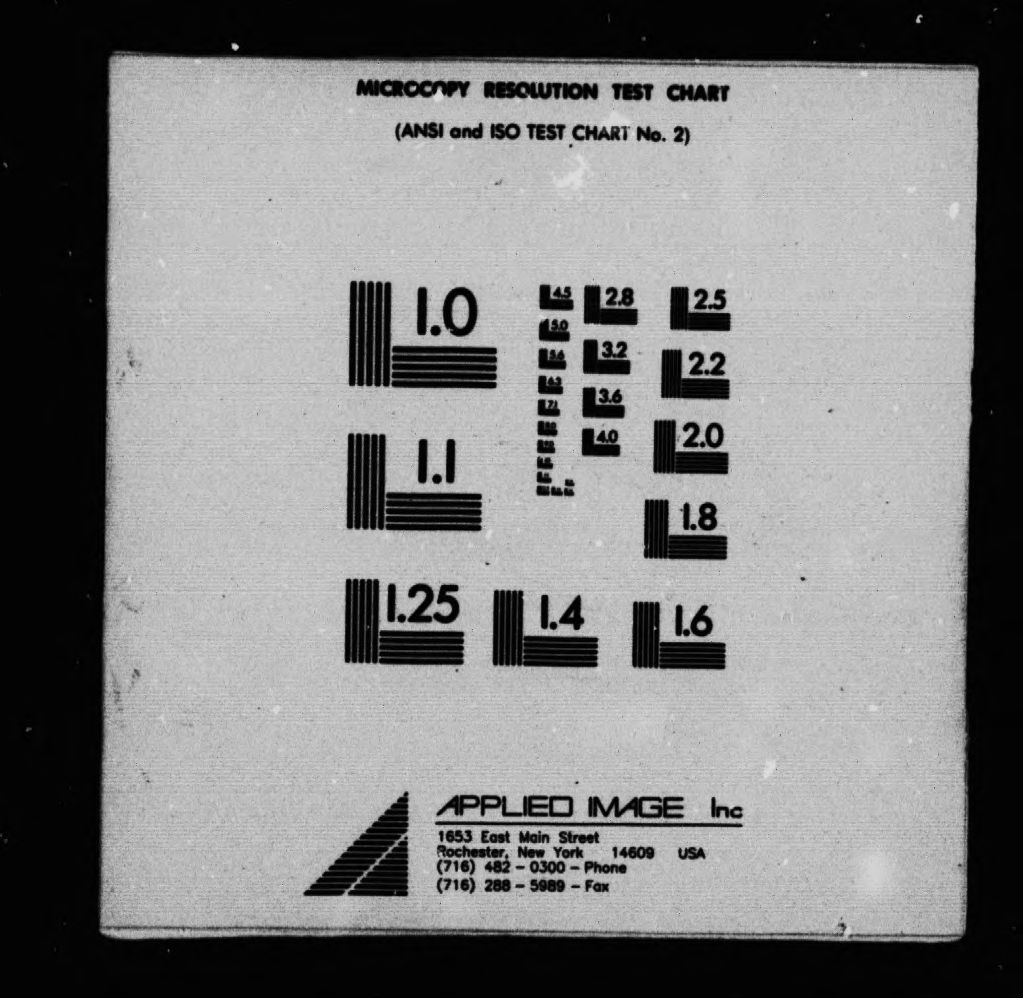 MICROCOPY RESOLUTION TEST CHART
(ANSI and ISO TEST CHART No. 2)
1.0
4.5 2.8 2.5
5.0
5.6 3.2 2.2
6.3
7.1 3.6
4.0 2.0
1.1
1.8
1.25 1.4 1.6
APPLIED IMAGE Inc
1653 East Main Street
Rochester, New York 14609 USA
(716) 482 - 0300 - Phone
(716) 288 - 5989 - Fax